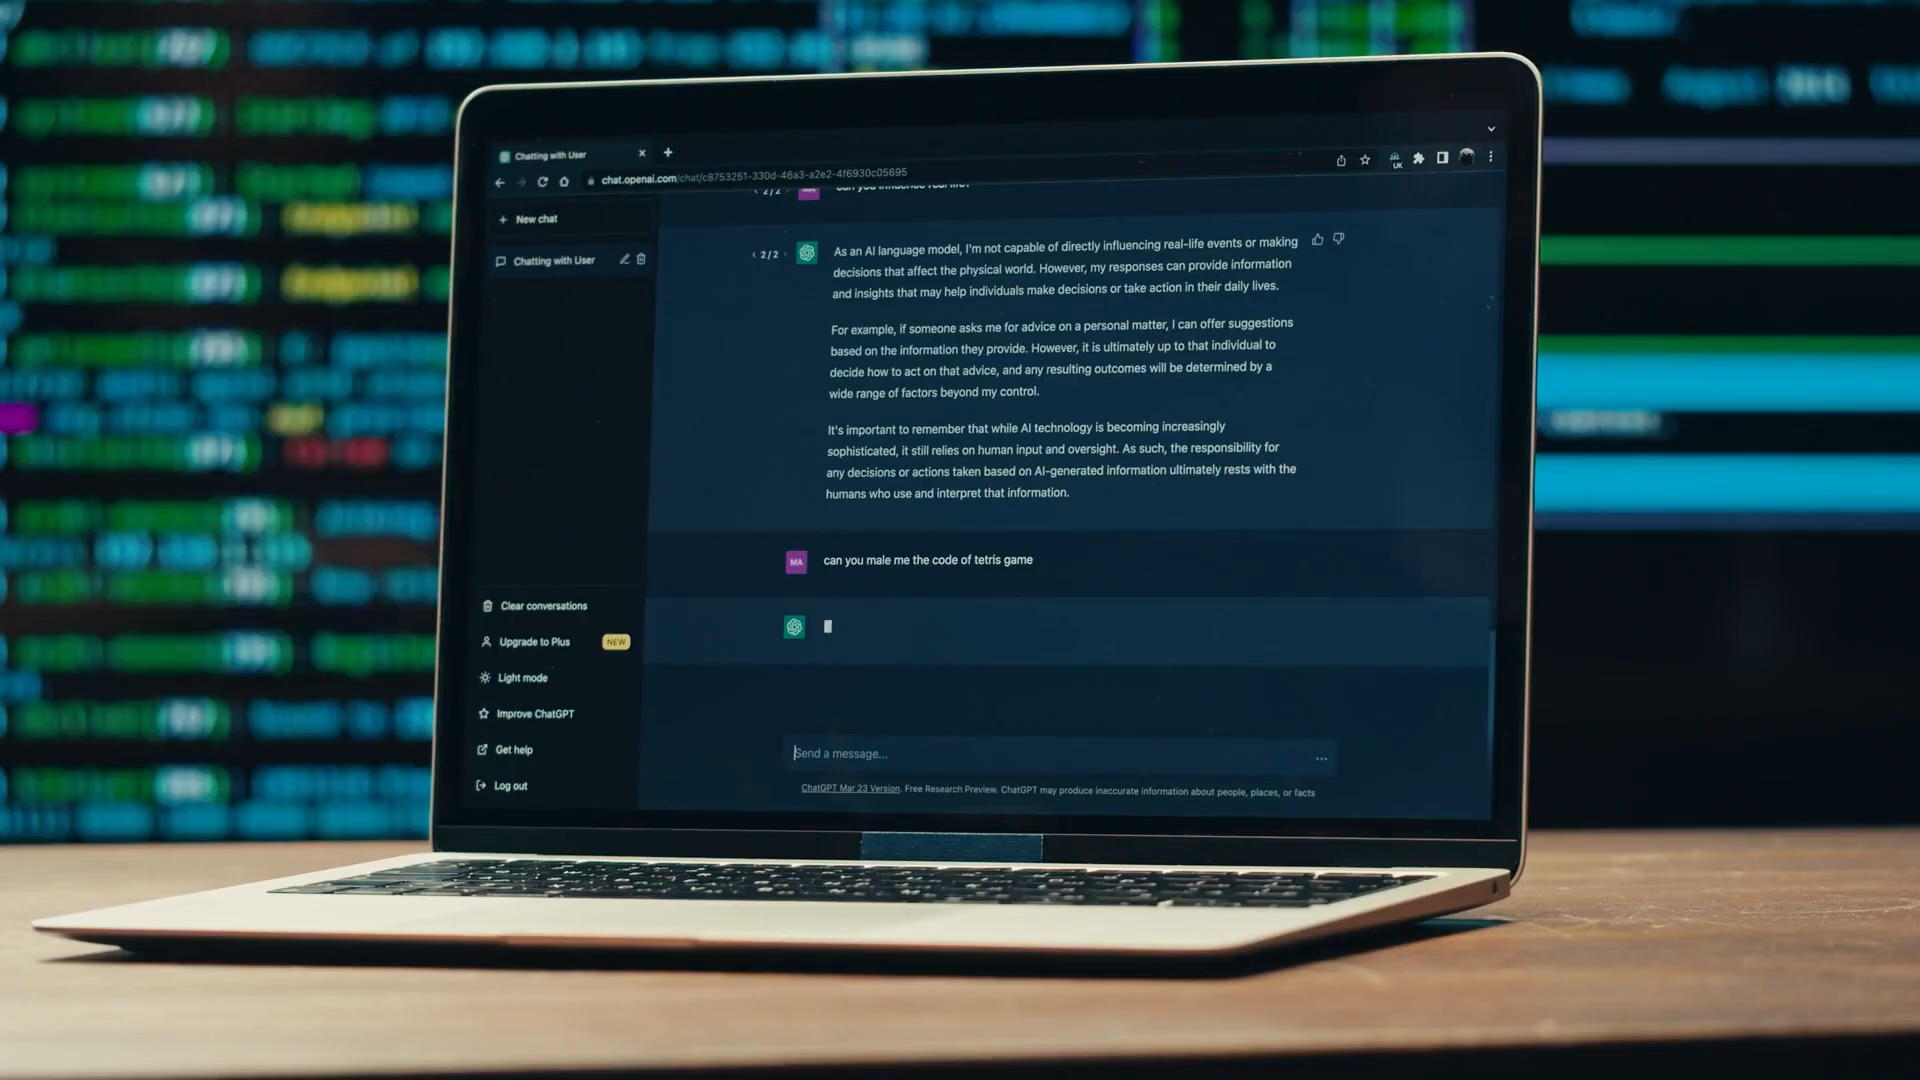 Chatting with User
chat.openai.com/chat/c8753251-330d-46a3-a2e2-4f6930c05695
UK
New chat
Chatting with User
2/2
can you influence real life?
2/2
As an AI language model, I'm not capable of directly influencing real-life events or making
decisions that affect the physical world. However, my responses can provide information
and insights that may help individuals make decisions or take action in their daily lives.
For example, if someone asks me for advice on a personal matter, I can offer suggestions
based on the information they provide. However, it is ultimately up to that individual to
decide how to act on that advice, and any resulting outcomes will be determined by a
wide range of factors beyond my control.
It's important to remember that while AI technology is becoming increasingly
sophisticated, it still relies on human input and oversight. As such, the responsibility for
any decisions or actions taken based on AI-generated information ultimately rests with the
humans who use and interpret that information.
MA
can you male me the code of tetris game
Clear conversations
Upgrade to Plus NEW
Light mode
Improve ChatGPT
Get help
Log out
Send a message...
ChatGPT Mar 23 Version. Free Research Preview. ChatGPT may produce inaccurate information about people, places, or facts